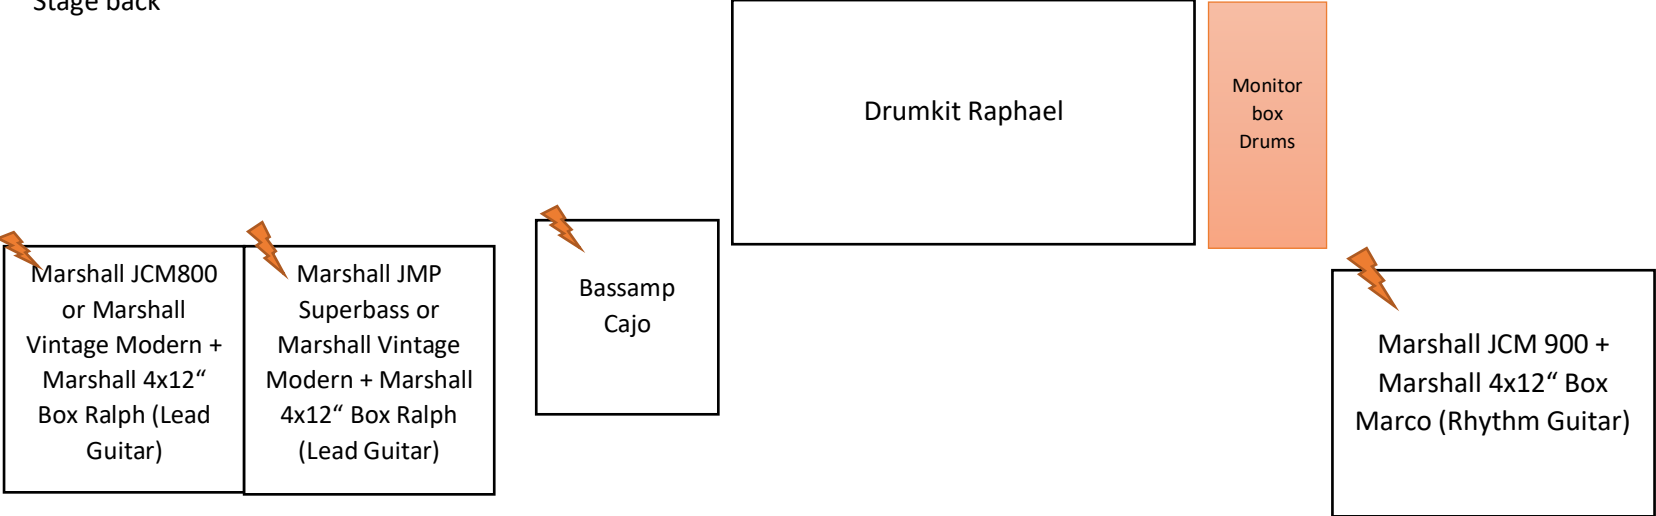 Stage back
Drumkit Raphael
Monitor
box
Drums
Marshall JCM800
or Marshall
Vintage Modern +
Marshall 4x12“
Box Ralph (Lead
Guitar)
Marshall JMP
Superbass or
Marshall Vintage
Modern + Marshall
4x12“ Box Ralph
(Lead Guitar)
Bassamp
Cajo
Marshall JCM 900 +
Marshall 4x12“ Box
Marco (Rhythm Guitar)